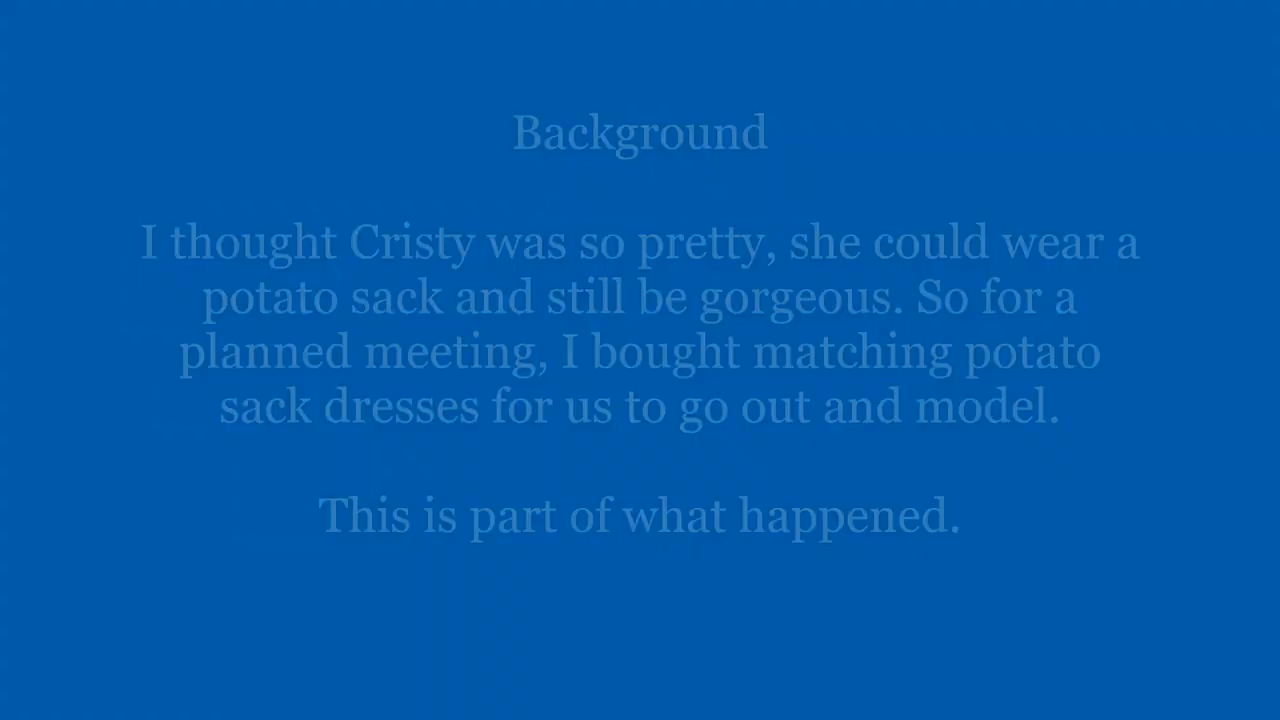 Background
I thought Cristy was so pretty, she could wear a
potato sack and still be gorgeous. So for a
planned meeting, I bought matching potato
sack dresses for us to go out and model.
This is part of what happened.